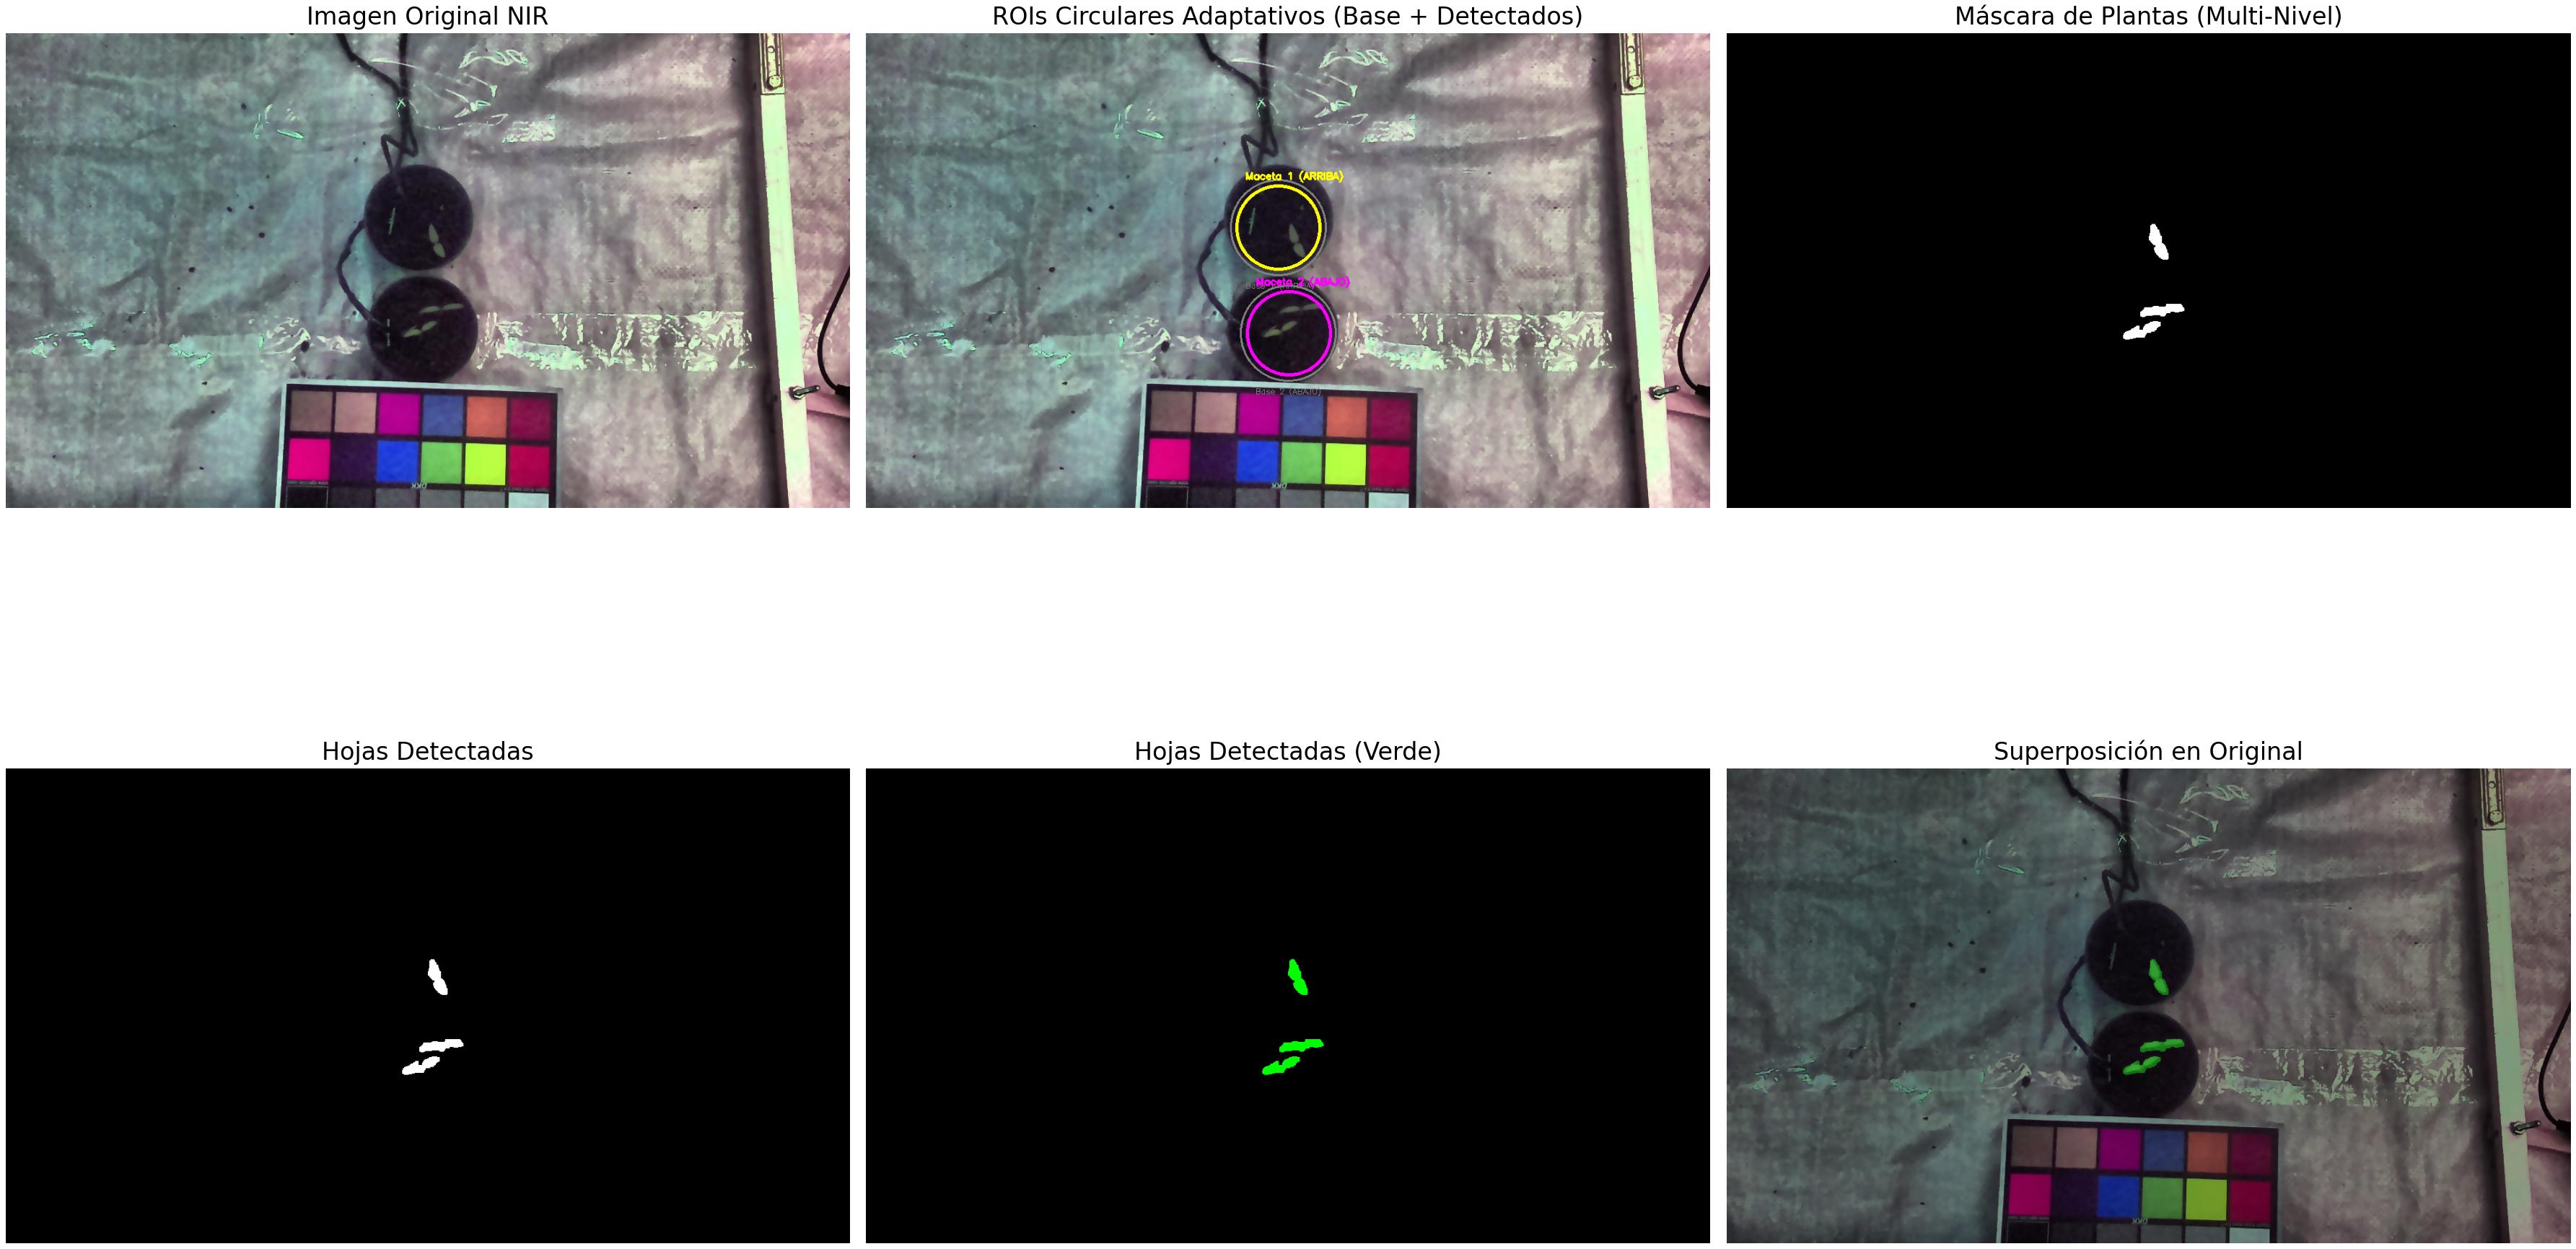 Imagen Original NIR
ROIs Circulares Adaptativos (Base + Detectados)
Máscara de Plantas (Multi-Nivel)
Maceta 1 (ARRIBA)
Maceta 2 (ABAJO)
Base 2 (ABAJO)
Hojas Detectadas
Hojas Detectadas (Verde)
Superposición en Original